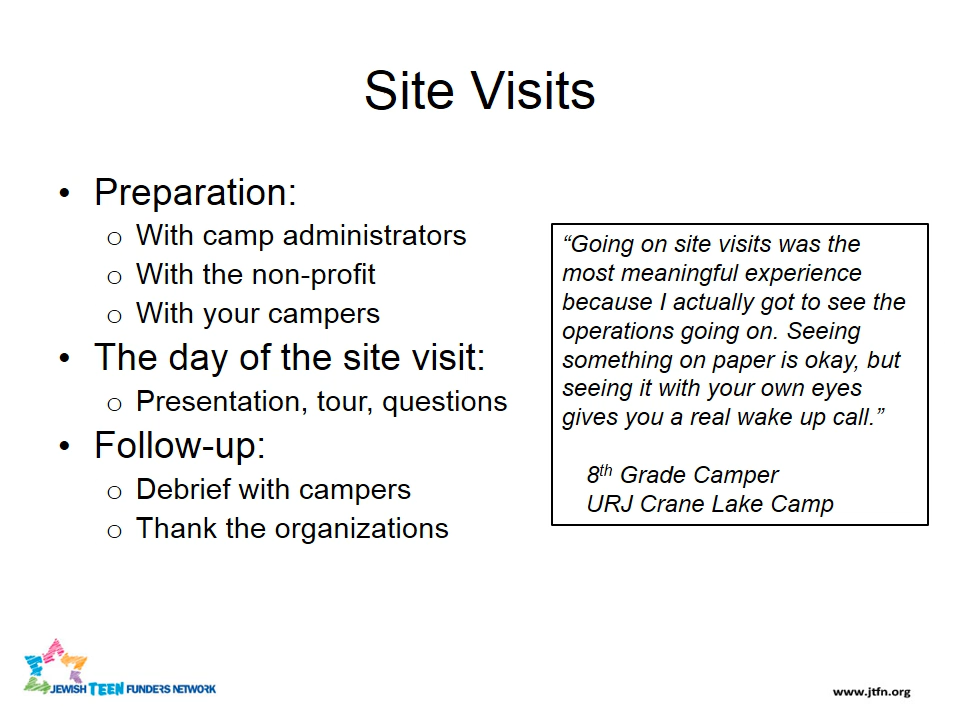 Site Visits
• Preparation:
o With camp administrators
o With the non-profit
o With your campers
• The day of the site visit:
o Presentation, tour, questions
• Follow-up:
o Debrief with campers
o Thank the organizations
“Going on site visits was the
most meaningful experience
because I actually got to see the
operations going on. Seeing
something on paper is okay, but
seeing it with your own eyes
gives you a real wake up call.”
8th Grade Camper
URJ Crane Lake Camp
JEWISH TEEN FUNDERS NETWORK
www.jtfn.org